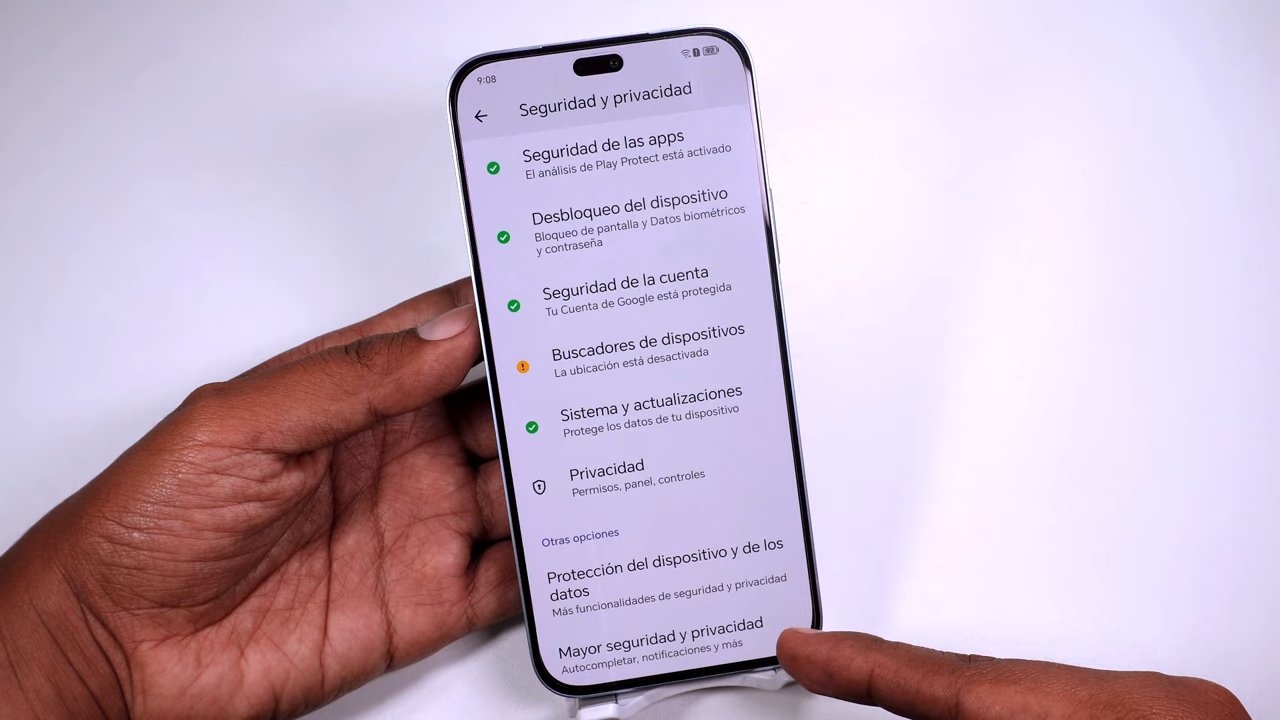 9:08
Seguridad y privacidad
Seguridad de las apps
El análisis de Play Protect está activado
Desbloqueo del dispositivo
Bloqueo de pantalla y Datos biométricos
y contraseña
Seguridad de la cuenta
Tu Cuenta de Google está protegida
Buscadores de dispositivos
La ubicación está desactivada
Sistema y actualizaciones
Protege los datos de tu dispositivo
Privacidad
Permisos, panel, controles
Otras opciones
Protección del dispositivo y de los
datos
Más funcionalidades de seguridad y privacidad
Mayor seguridad y privacidad
Autocompletar, notificaciones y más